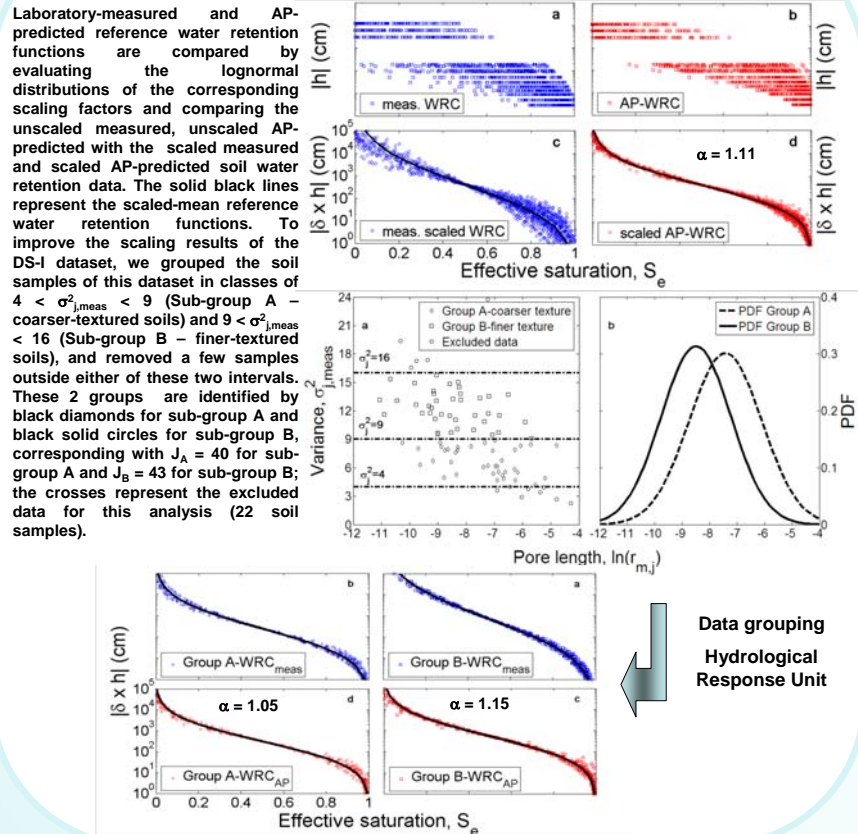 Laboratory-measured and AP-
predicted reference water retention
functions are compared by
evaluating the lognormal
distributions of the corresponding
scaling factors and comparing the
unscaled measured, unscaled AP-
predicted with the scaled measured
and scaled AP-predicted soil water
retention data. The solid black lines
represent the scaled-mean reference
water retention functions. To
improve the scaling results of the
DS-I dataset, we grouped the soil
samples of this dataset in classes of
4 < σ²j,meas < 9 (Sub-group A –
coarser-textured soils) and 9 < σ²j,meas
< 16 (Sub-group B – finer-textured
soils), and removed a few samples
outside either of these two intervals.
These 2 groups are identified by
black diamonds for sub-group A and
black solid circles for sub-group B,
corresponding with JA = 40 for sub-
group A and JB = 43 for sub-group B;
the crosses represent the excluded
data for this analysis (22 soil
samples).
a
|h| (cm)
meas. WRC
b
|h| (cm)
AP-WRC
c
|δ x h| (cm)
10⁵
10⁴
10³
10²
10¹
10⁰
meas. scaled WRC
0 0.2 0.4 0.6 0.8 1
d
α = 1.11
|δ x h| (cm)
scaled AP-WRC
Effective saturation, Se
a
Variance, σ²j,meas
24
20
16
12
8
4
0
Group A-coarser texture
Group B-finer texture
Excluded data
σj²=16
σj²=9
σj²=4
-12 -11 -10 -9 -8 -7 -6 -5 -4
b
PDF Group A
PDF Group B
0.4
0.3
0.2
0.1
0
PDF
-12 -11 -10 -9 -8 -7 -6 -5 -4
Pore length, ln(rm,j)
b
Group A-WRCmeas
a
Group B-WRCmeas
|δ x h| (cm)
10⁵
10⁴
10³
10²
10¹
10⁰
d
α = 1.05
Group A-WRCAP
c
α = 1.15
Group B-WRCAP
0 0.2 0.4 0.6 0.8 1
Effective saturation, Se
Data grouping
Hydrological
Response Unit